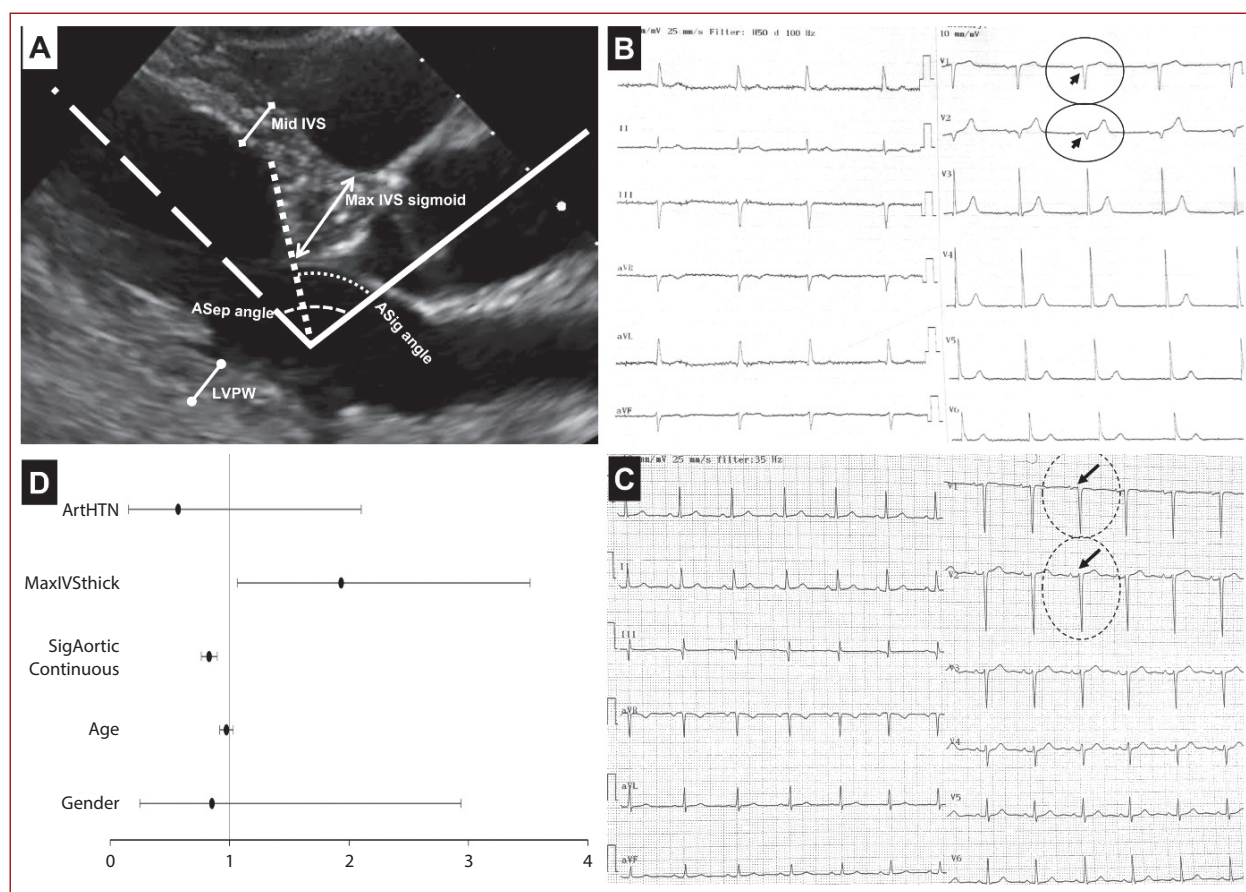 A
Mid IVS
Max IVS sigmoid
ASep angle
ASig angle
LVPW
B
m/mV 25 mm/s Filter: H50 d 100 Hz
10 mm/mV
II
III
aVR
aVL
aVF
V1
V2
V3
V4
V5
V6
D
ArtHTN
MaxIVSthick
SigAortic
Continuous
Age
Gender
0 1 2 3 4
C
mm/mV 25 mm/s filter:35 Hz
II
III
aVR
aVL
aVF
V1
V2
V3
V4
V5
V6